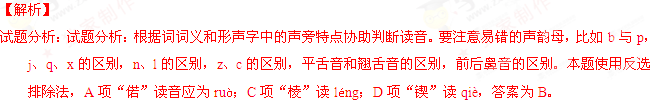 【解析】
试题分析：试题分析：根据词词义和形声字中的声旁特点协助判断读音。要注意易错的声韵母，比如 b 与 p，
j、q、x 的区别，n、l 的区别，z、c 的区别，平舌音和翘舌音的区别，前后鼻音的区别。本题使用反选
排除法，A 项“偌”读音应为 ruò；C 项“棱”读 léng；D 项“锲”读 qiè，答案为 B。